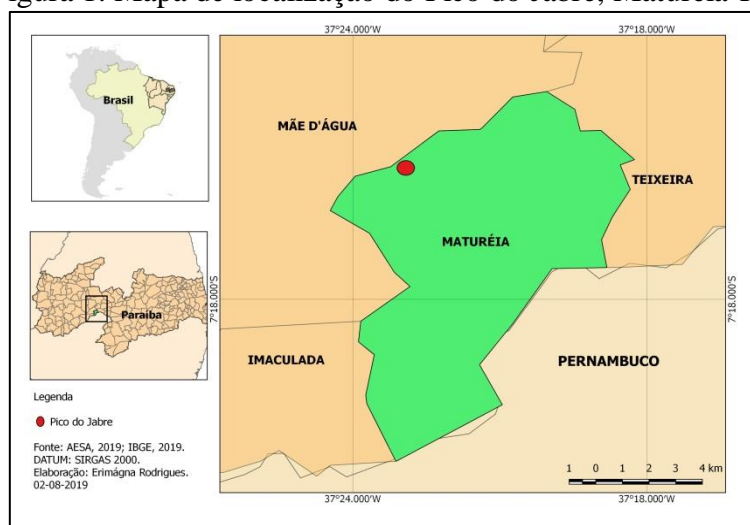 igura 1: Mapa de localização do Pico do Jabre, Maturéia
37°24.000'W 37°18.000'W
Brasil
MÃE D'ÁGUA
TEIXEIRA
MATURÉIA
7°18.000'S 7°18.000'S
Paraiba
IMACULADA
PERNAMBUCO
Legenda
Pico do Jabre
Fonte: AESA, 2019; IBGE, 2019.
DATUM: SIRGAS 2000.
Elaboração: Erimágna Rodrigues.
02-08-2019
1 0 1 2 3 4 km
37°24.000'W 37°18.000'W